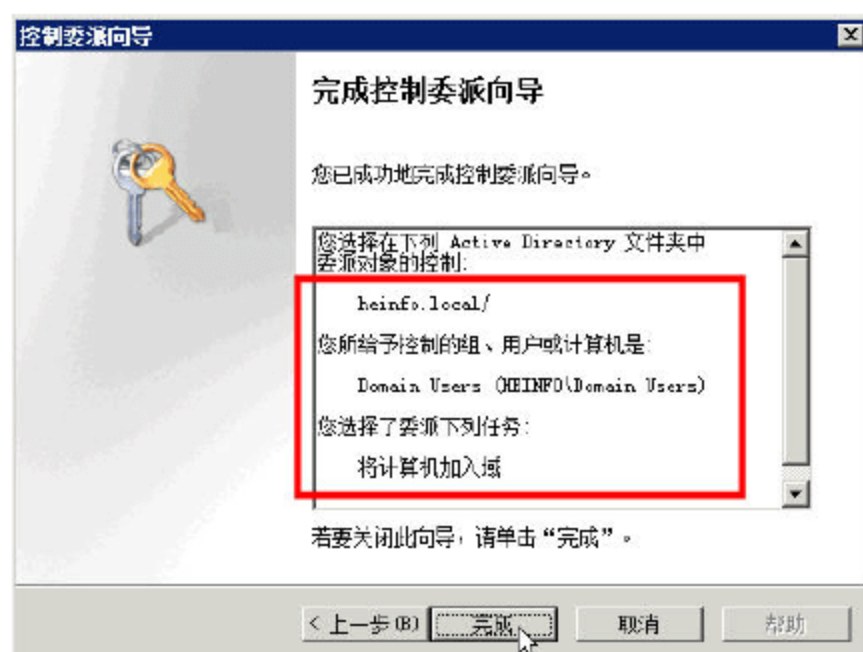 控制委派向导
完成控制委派向导
您已成功地完成控制委派向导。
您选择在下列 Active Directory 文件夹中
委派对象的控制:
heinfo.local/
您所给予控制的组、用户或计算机是:
Domain Users (HEINFO\Domain Users)
您选择了委派下列任务:
将计算机加入域
若要关闭此向导，请单击“完成”。
< 上一步(B)
完成
取消
帮助